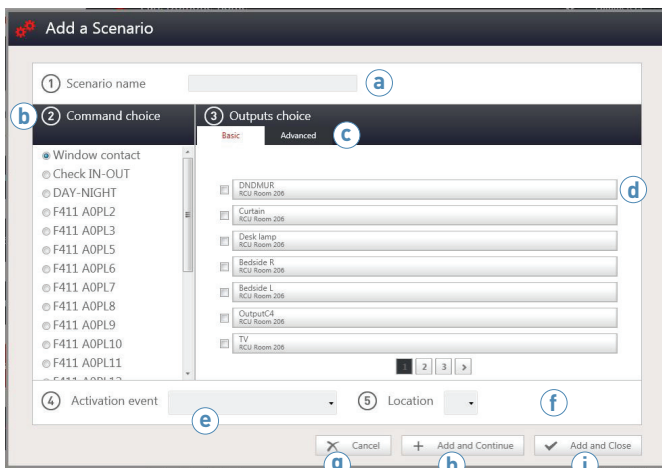 Add a Scenario
1 Scenario name a
b 2 Command choice
3 Outputs choice
Basic Advanced c
Window contact
Check IN-OUT
DAY-NIGHT
F411 A0PL2
F411 A0PL3
F411 A0PL5
F411 A0PL6
F411 A0PL7
F411 A0PL8
F411 A0PL9
F411 A0PL10
F411 A0PL11
DNDMUR d
RCU Room 206
Curtain
RCU Room 206
Desk lamp
RCU Room 206
Bedside R
RCU Room 206
Bedside L
RCU Room 206
OutputC4
RCU Room 206
TV
RCU Room 206
1 2 3 >
4 Activation event e
5 Location f
Cancel Add and Continue Add and Close
g h i